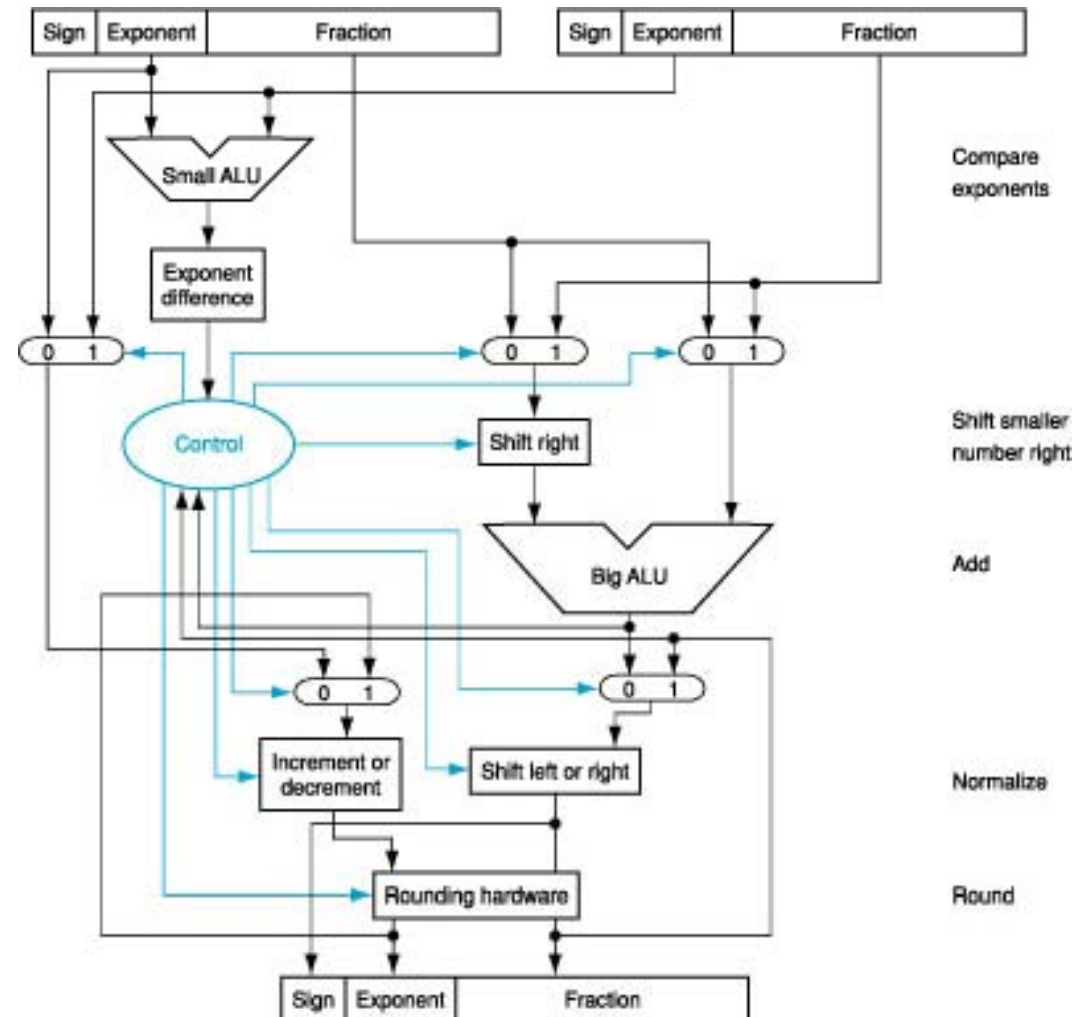 Sign Exponent Fraction
Sign Exponent Fraction
Small ALU
Compare
exponents
Exponent
difference
0 1
0 1
0 1
Control
Shift right
Shift smaller
number right
Big ALU
Add
0 1
0 1
Increment or
decrement
Shift left or right
Normalize
Rounding hardware
Round
Sign Exponent Fraction